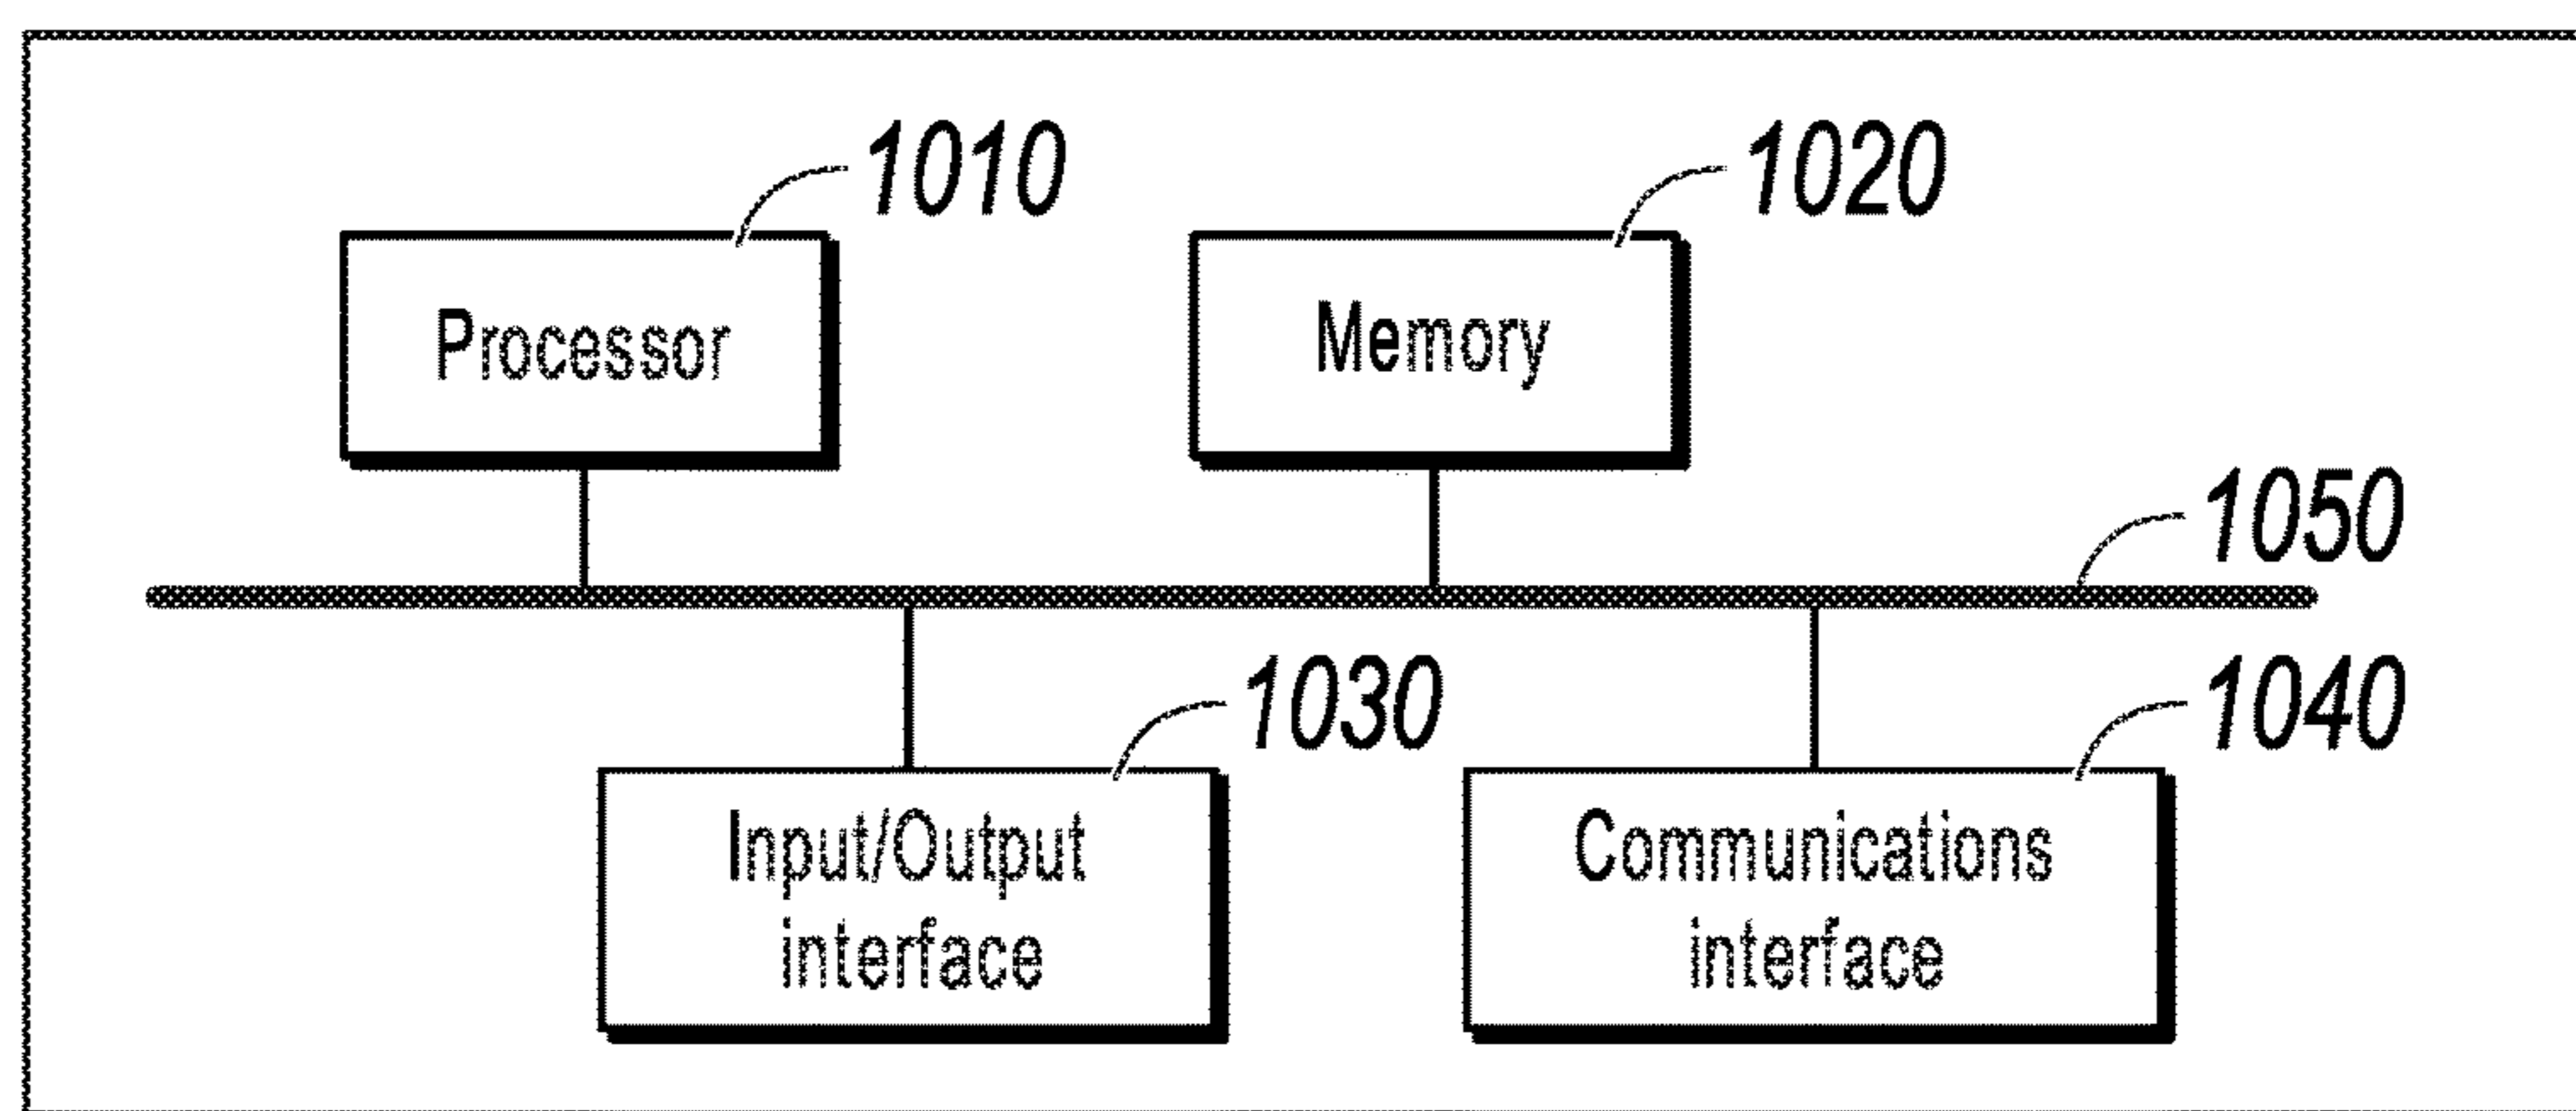 1010
1020
Processor
Memory
1050
1030
1040
Input/Output
interface
Communications
interface